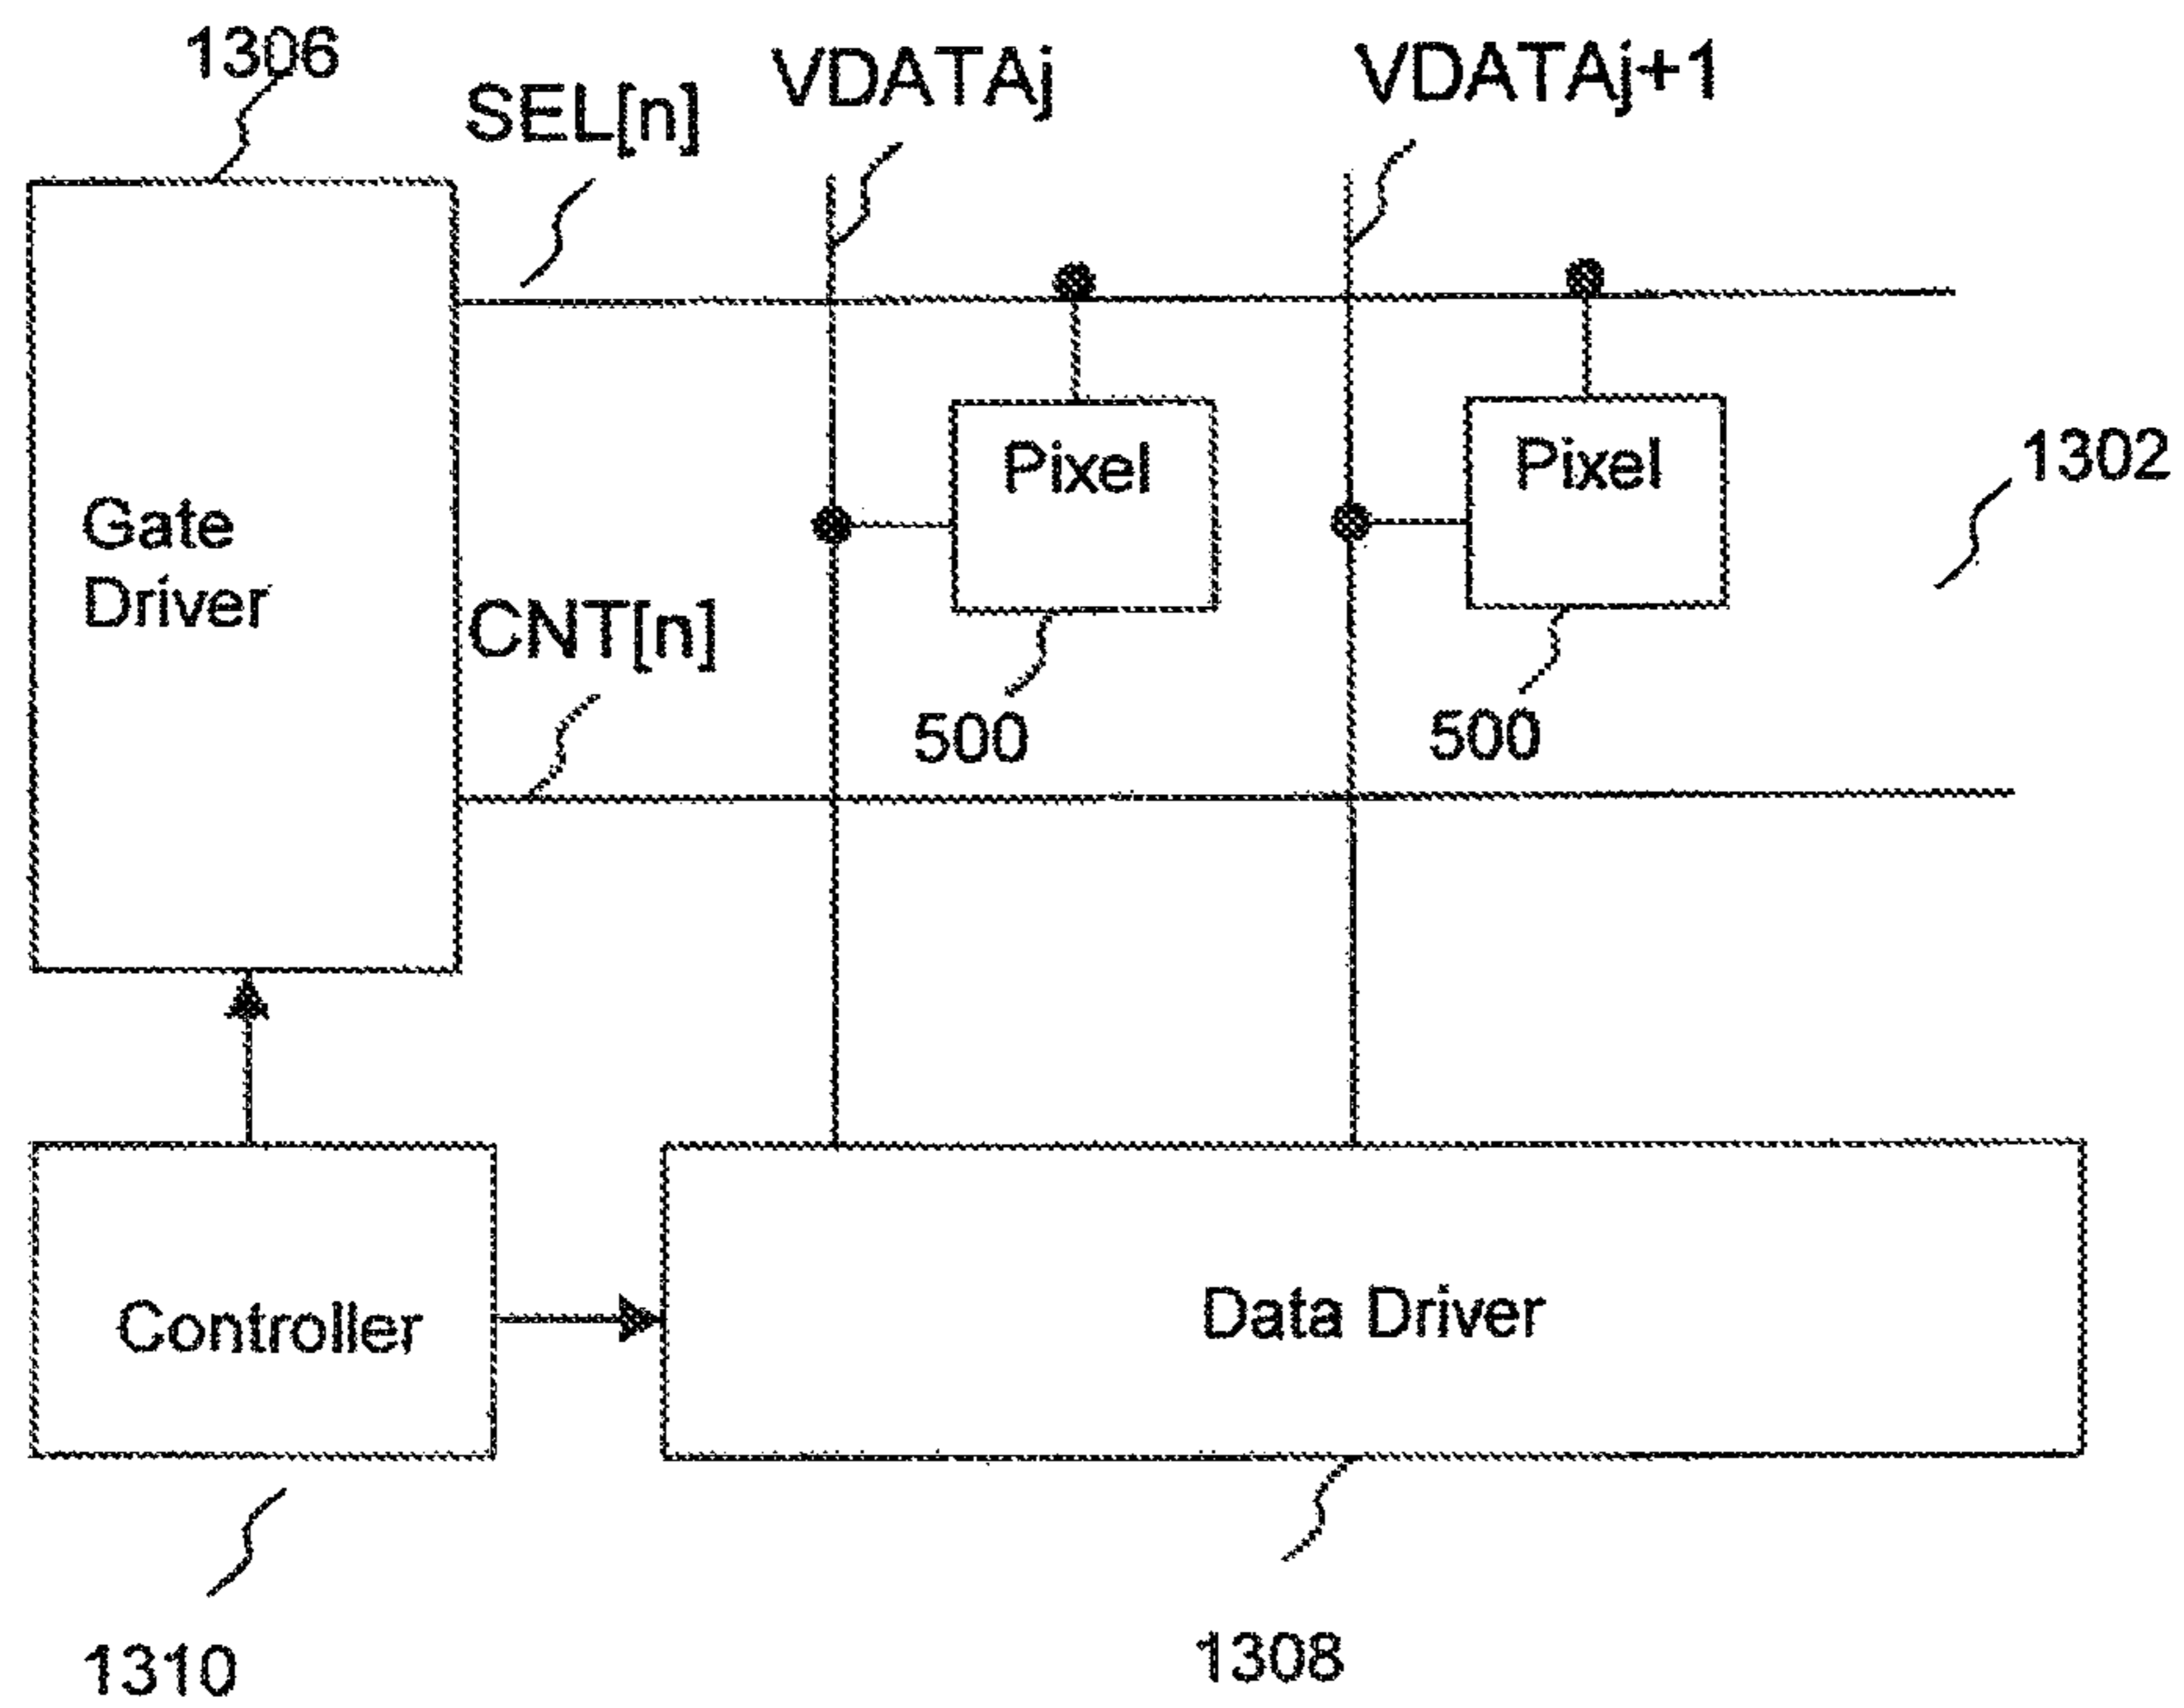 1306
SEL[n]
VDATAj
VDATAj+1
Gate
Driver
Pixel
Pixel
1302
CNT[n]
500
500
Controller
Data Driver
1310
1308